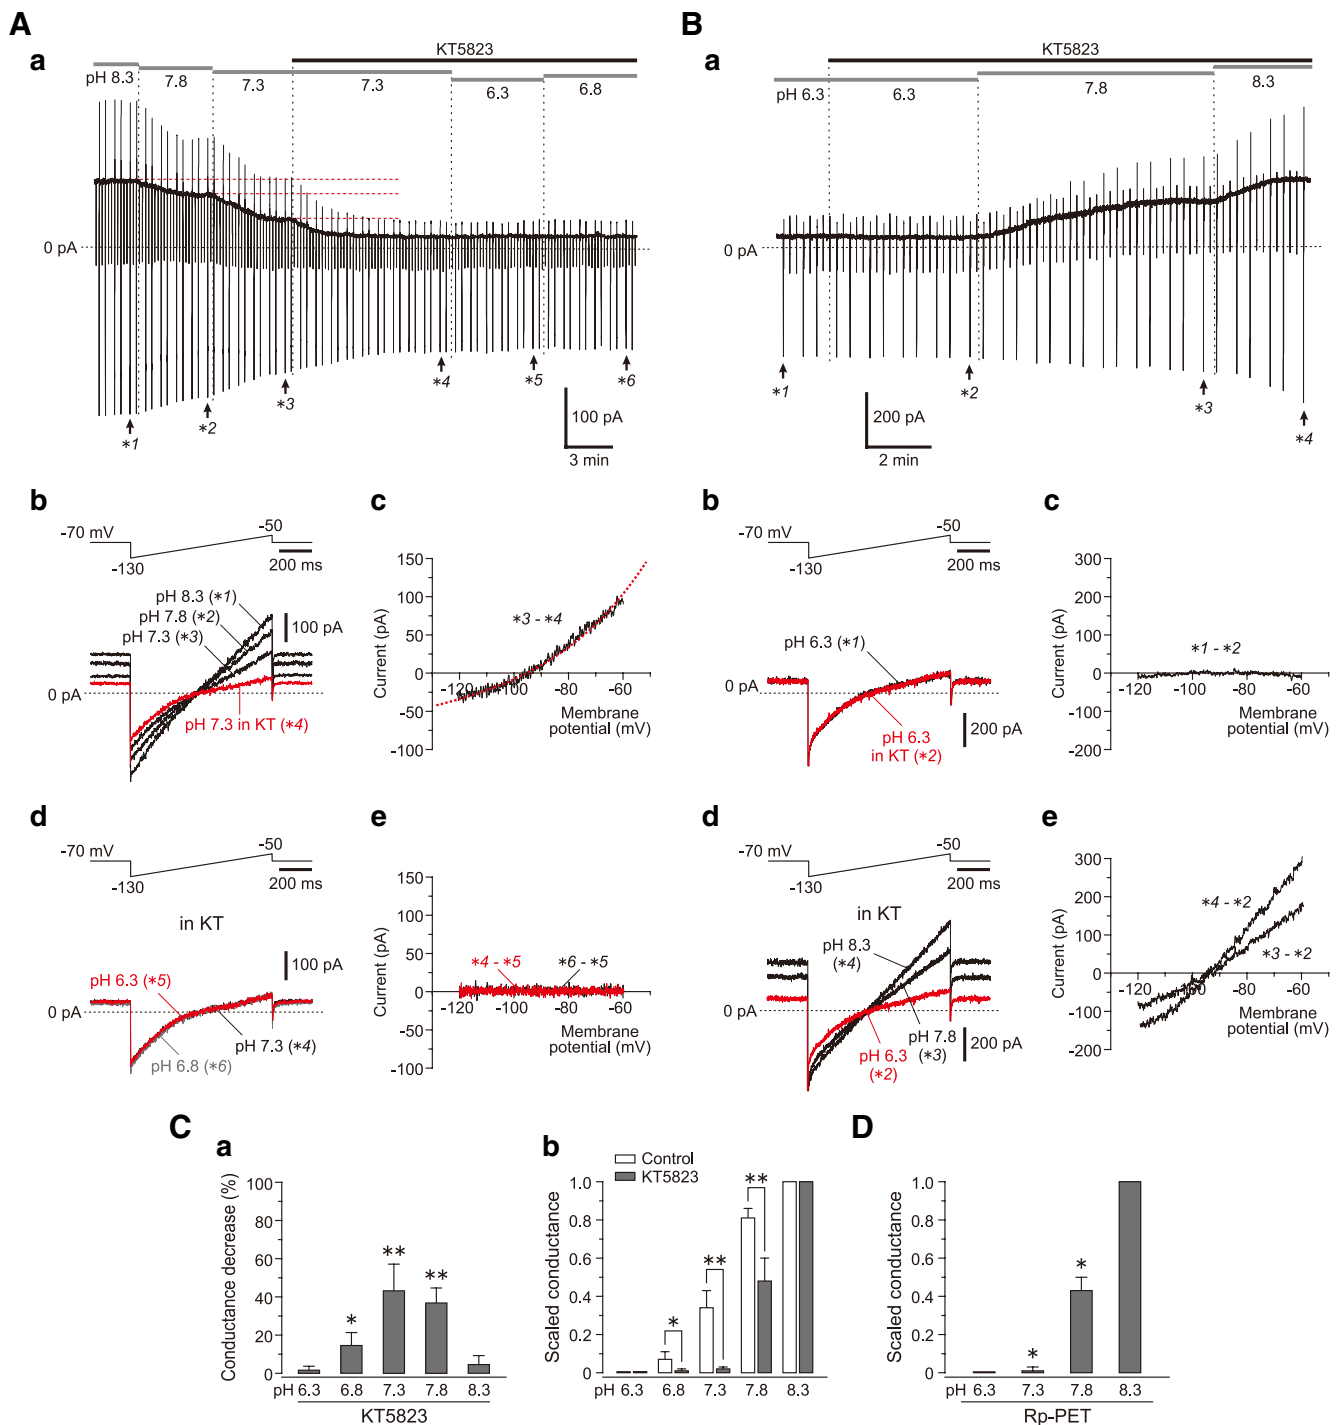 A
a
KT5823
pH 8.3
7.8
7.3
7.3
6.3
6.8
0 pA
*1
*2
*3
*4
*5
*6
100 pA
3 min
B
a
KT5823
pH 6.3
6.3
7.8
8.3
0 pA
*1
*2
*3
*4
200 pA
2 min
b
-70 mV
-50
-130
200 ms
pH 8.3 (*1)
pH 7.8 (*2)
pH 7.3 (*3)
100 pA
0 pA
pH 7.3 in KT (*4)
c
150
100
50
0
-50
-100
Current (pA)
*3 - *4
-120
-100
-80
-60
Membrane
potential (mV)
b
-70 mV
-50
-130
200 ms
pH 6.3 (*1)
0 pA
pH 6.3
in KT (*2)
200 pA
c
300
200
100
0
-100
-200
Current (pA)
*1 - *2
-120
-100
-80
-60
Membrane
potential (mV)
d
-70 mV
-50
-130
200 ms
in KT
100 pA
pH 6.3 (*5)
0 pA
pH 7.3 (*4)
pH 6.8 (*6)
e
150
100
50
0
-50
-100
Current (pA)
*4 - *5
*6 - *5
-120
-100
-80
-60
Membrane
potential (mV)
d
-70 mV
-50
-130
200 ms
in KT
pH 8.3
(*4)
0 pA
pH 7.8
(*3)
pH 6.3
(*2)
200 pA
e
300
200
100
0
-100
-200
Current (pA)
*4 - *2
*3 - *2
-120
-100
-80
-60
Membrane
potential (mV)
C
a
100
80
60
40
20
0
Conductance decrease (%)
*
**
**
pH 6.3
6.8
7.3
7.8
8.3
KT5823
b
Control
KT5823
1.0
0.8
0.6
0.4
0.2
0
Scaled conductance
*
**
**
pH 6.3
6.8
7.3
7.8
8.3
D
1.0
0.8
0.6
0.4
0.2
0
Scaled conductance
*
*
pH 6.3
7.3
7.8
8.3
Rp-PET